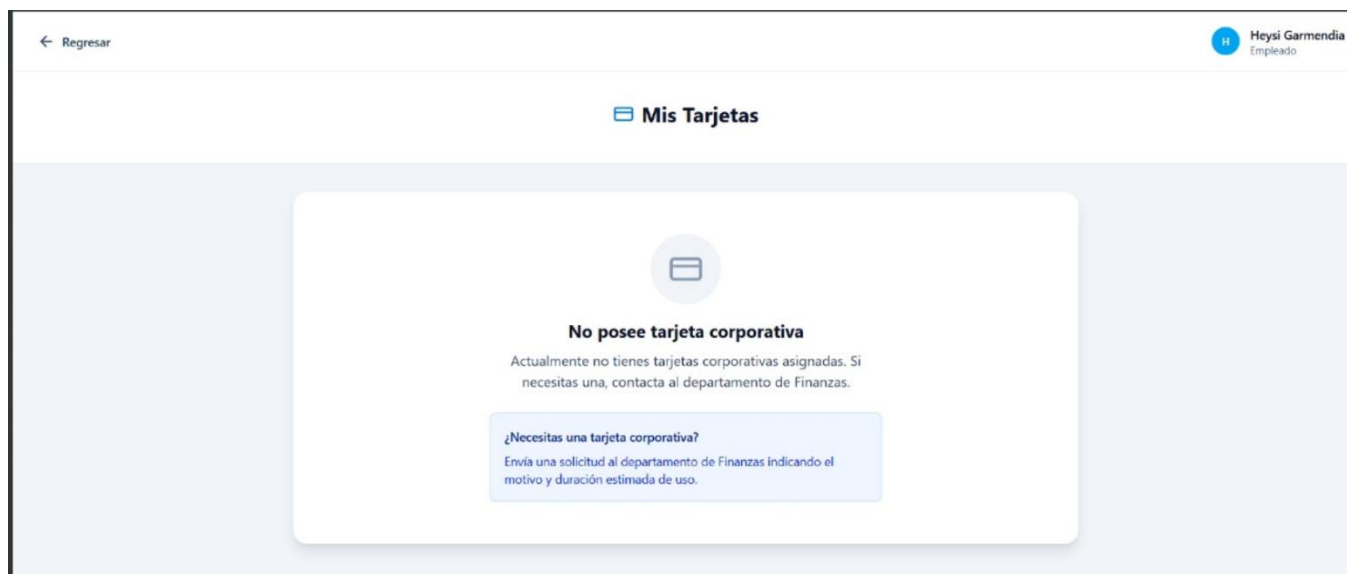 ← Regresar
H
Heysi Garmendia
Empleado
Mis Tarjetas
No posee tarjeta corporativa
Actualmente no tienes tarjetas corporativas asignadas. Si
necesitas una, contacta al departamento de Finanzas.
¿Necesitas una tarjeta corporativa?
Envía una solicitud al departamento de Finanzas indicando el
motivo y duración estimada de uso.